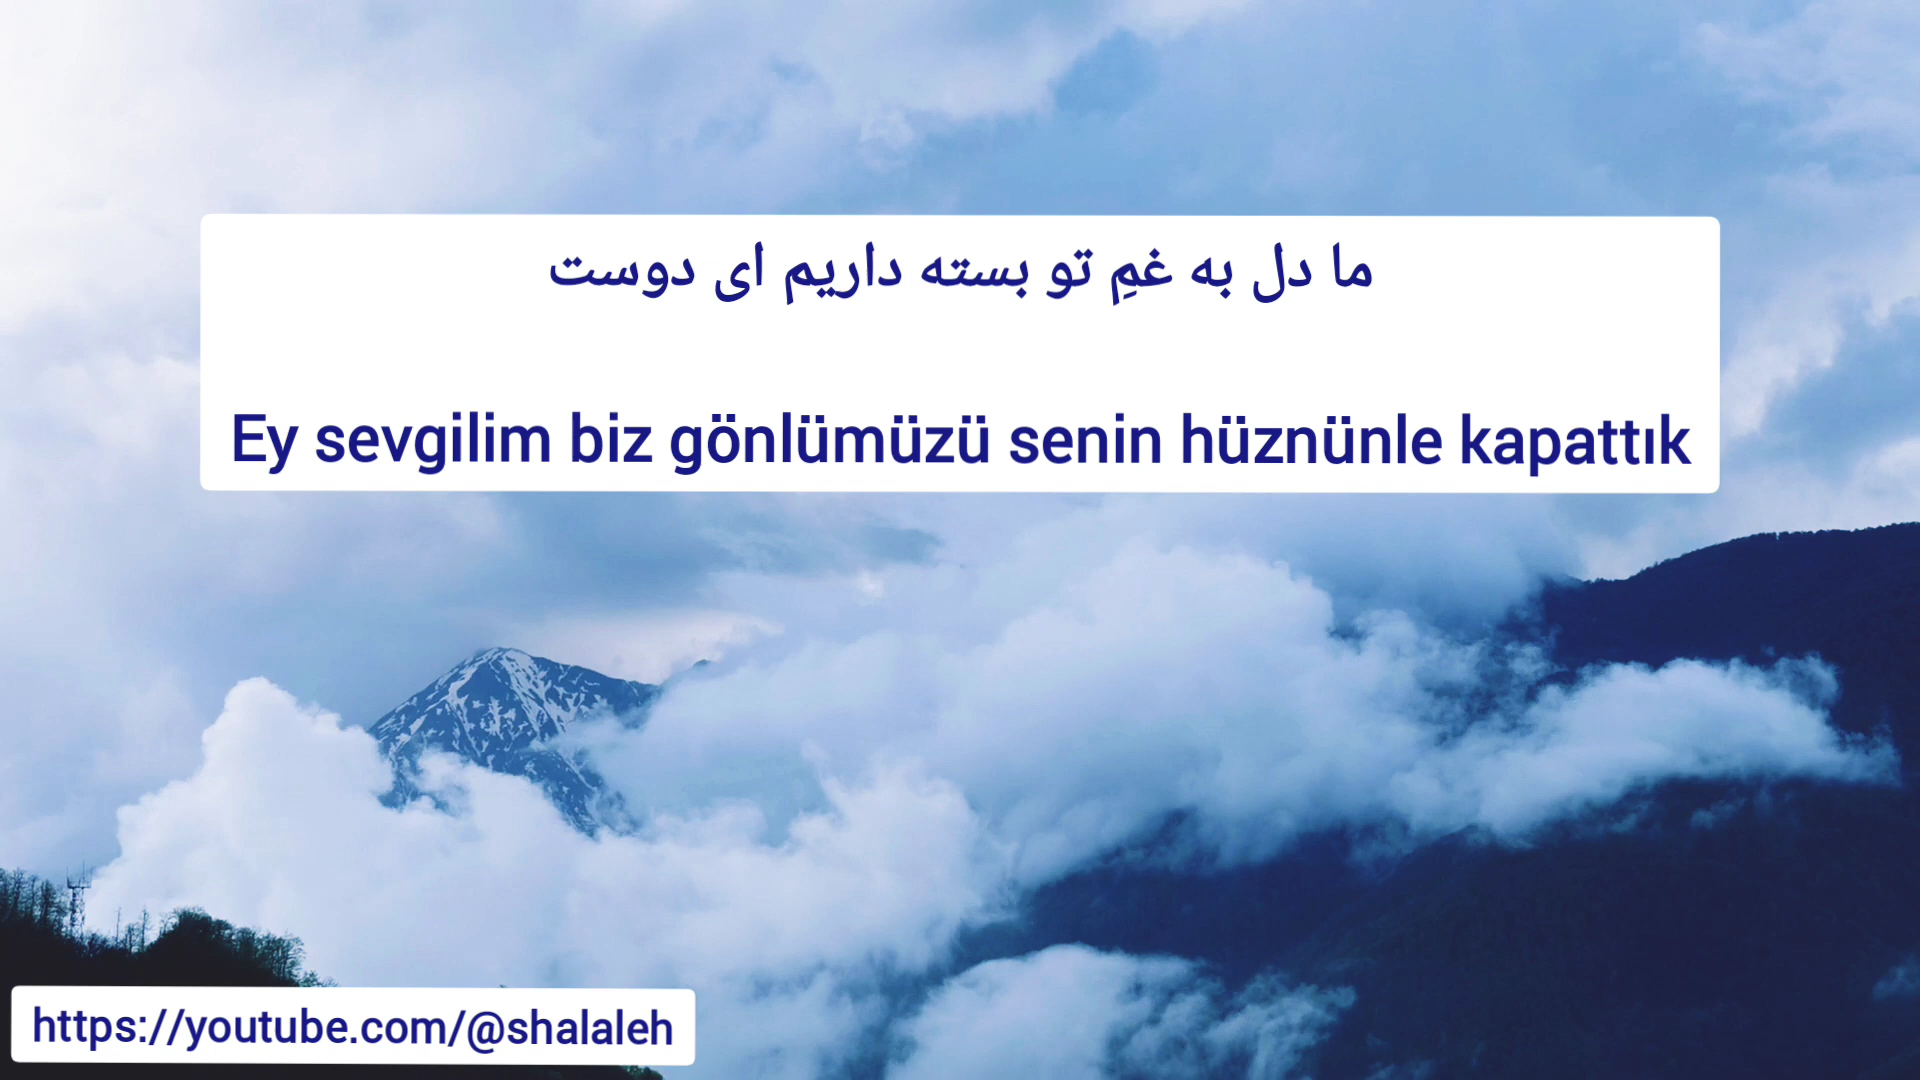 ما دل به غمِ تو بسته داریم ای دوست
Ey sevgilim biz gönlümüzü senin hüznünle kapattık
https://youtube.com/@shalaleh